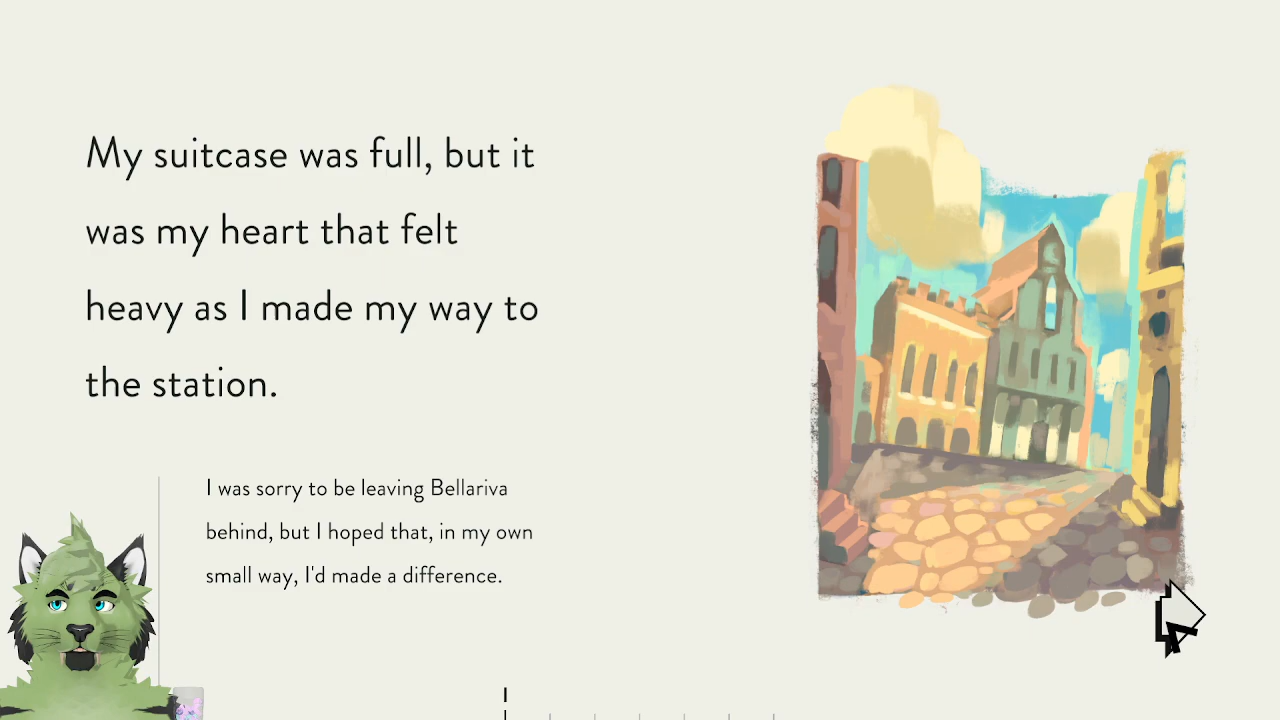 My suitcase was full, but it
was my heart that felt
heavy as I made my way to
the station.
I was sorry to be leaving Bellariva
behind, but I hoped that, in my own
small way, I'd made a difference.